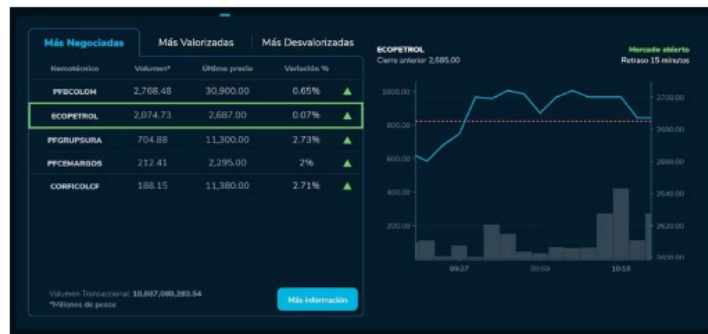 Más Negociadas Más Valorizadas Más Desvalorizadas
Nemotécnico Volumen* Último precio Variación %
PFBCOLOM 2,768.48 30,900.00 0.65%
ECOPETROL 2,074.73 2,687.00 0.07%
PFGRUPSURA 704.88 11,300.00 2.73%
PFCEMARGOS 212.41 2,295.00 2%
CORFICOLCF 188.15 11,380.00 2.71%
Volumen Transaccional: 10,687,080,283.54
*Millones de pesos
Más información
ECOPETROL Mercado abierto
Cierre anterior 2,685.00 Retraso 15 minutos
1000.00 2700.00
800.00 2680.00
600.00 2660.00
400.00 2640.00
200.00 2620.00
2600.00
09:37 09:59 10:18